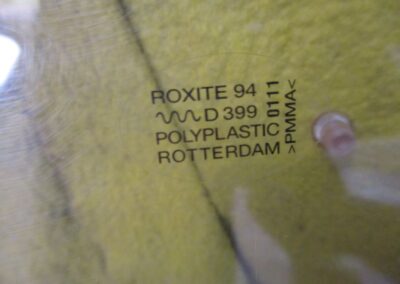 ROXITE 94
D 399
POLYPLASTIC
ROTTERDAM
0111
>PMMA<